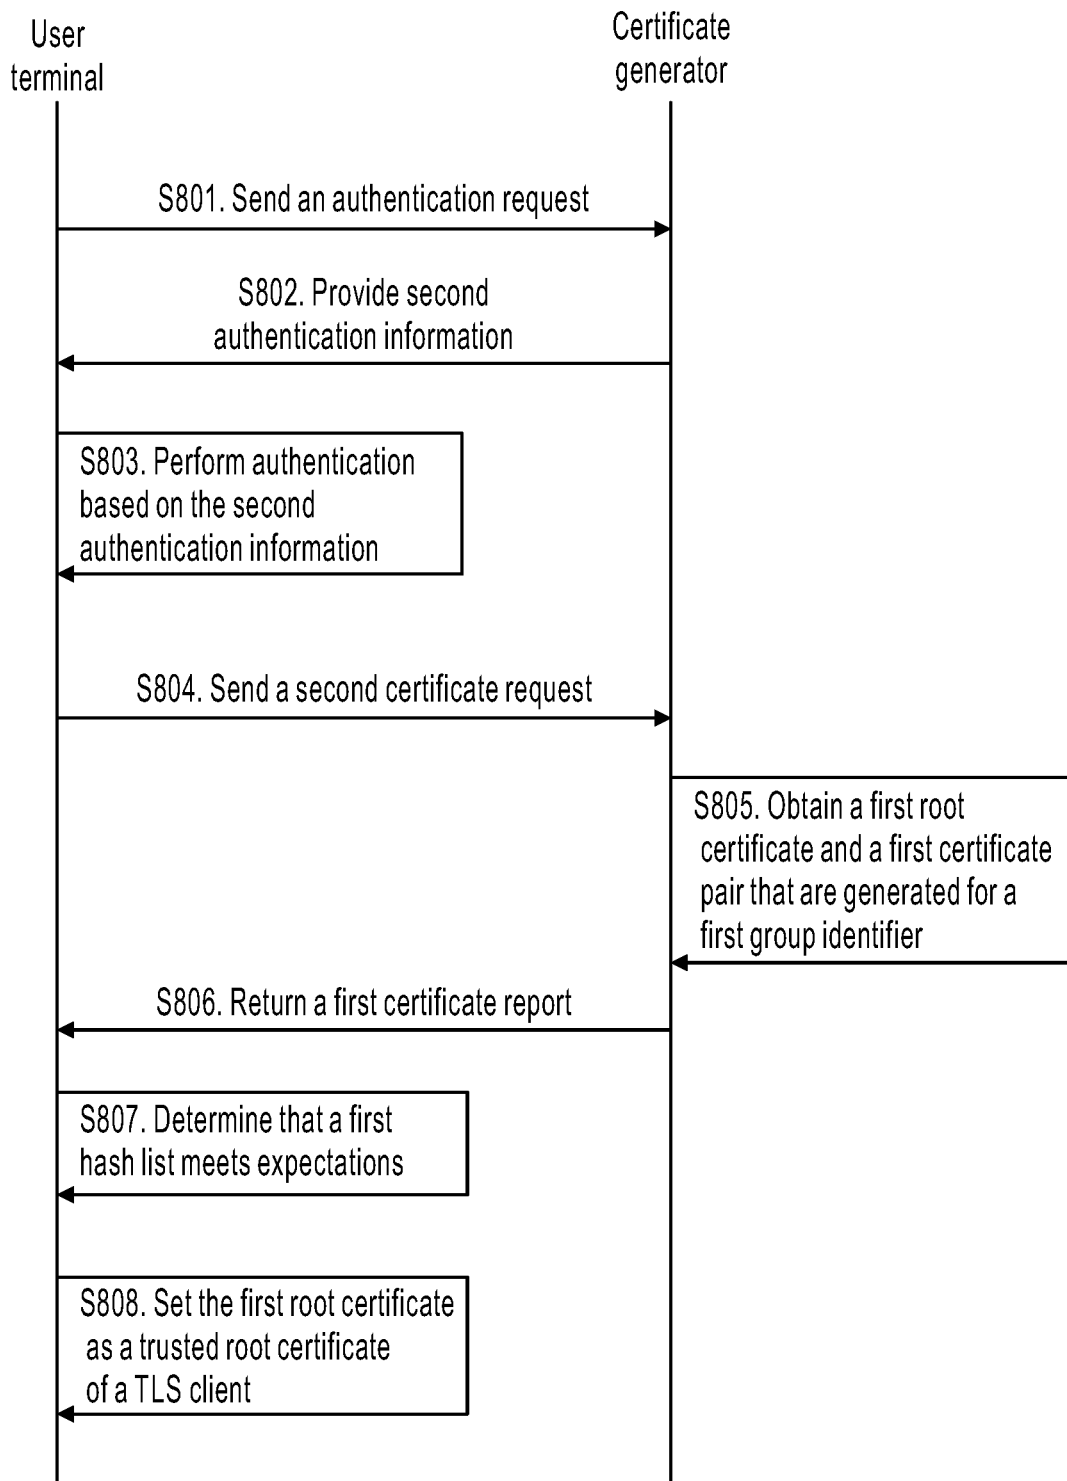 User
terminal
Certificate
generator
S801. Send an authentication request
S802. Provide second
authentication information
S803. Perform authentication
based on the second
authentication information
S804. Send a second certificate request
S805. Obtain a first root
certificate and a first certificate
pair that are generated for a
first group identifier
S806. Return a first certificate report
S807. Determine that a first
hash list meets expectations
S808. Set the first root certificate
as a trusted root certificate
of a TLS client